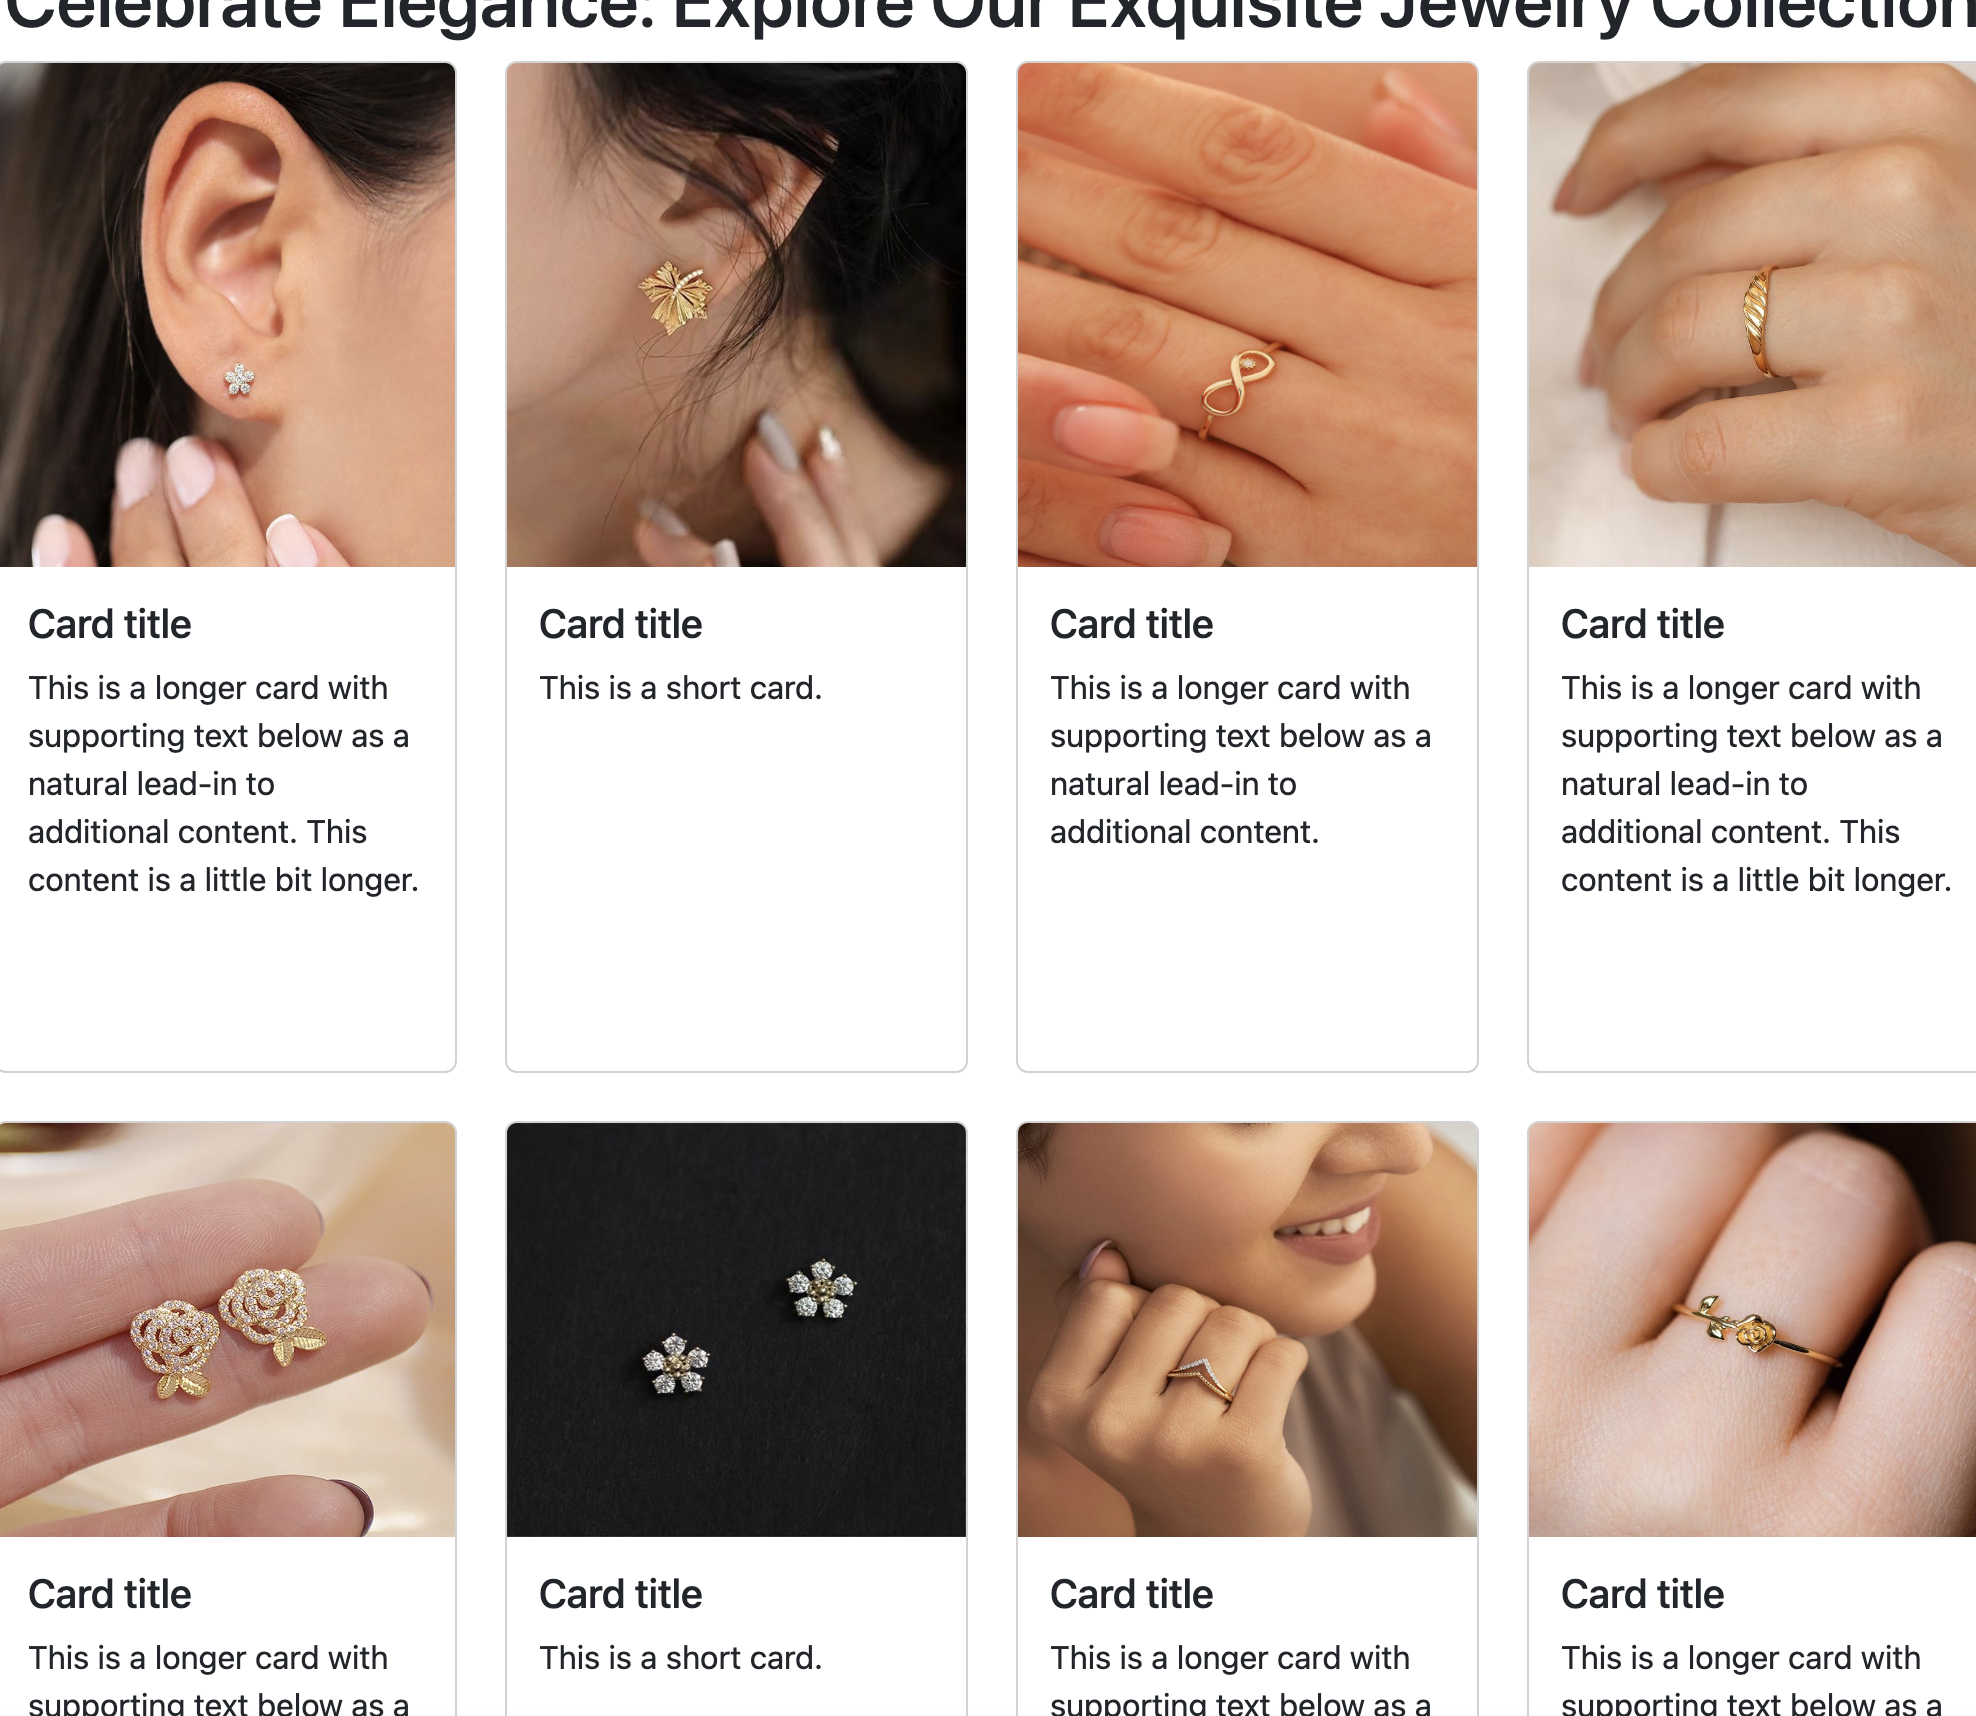 Celebrate Elegance: Explore Our Exquisite Jewelry Collection
Card title
This is a longer card with
supporting text below as a
natural lead-in to
additional content. This
content is a little bit longer.
Card title
This is a short card.
Card title
This is a longer card with
supporting text below as a
natural lead-in to
additional content.
Card title
This is a longer card with
supporting text below as a
natural lead-in to
additional content. This
content is a little bit longer.
Card title
This is a longer card with
supporting text below as a
Card title
This is a short card.
Card title
This is a longer card with
supporting text below as a
Card title
This is a longer card with
supporting text below as a